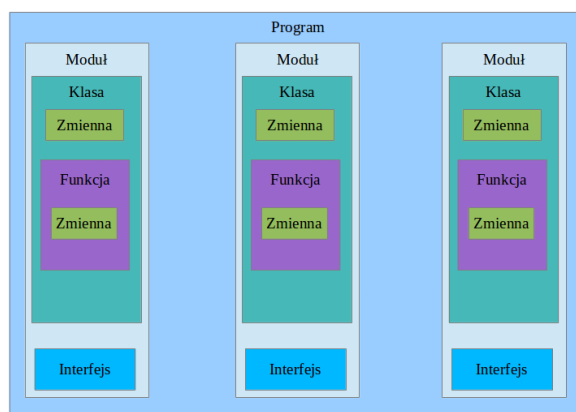 Program
Moduł Moduł Moduł
Klasa Klasa Klasa
Zmienna Zmienna Zmienna
Funkcja Funkcja Funkcja
Zmienna Zmienna Zmienna
Interfejs Interfejs Interfejs